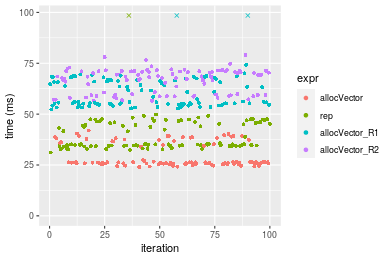 100
75
50
25
0
time (ms)
0
25
50
75
100
iteration
expr
allocVector
rep
allocVector_R1
allocVector_R2